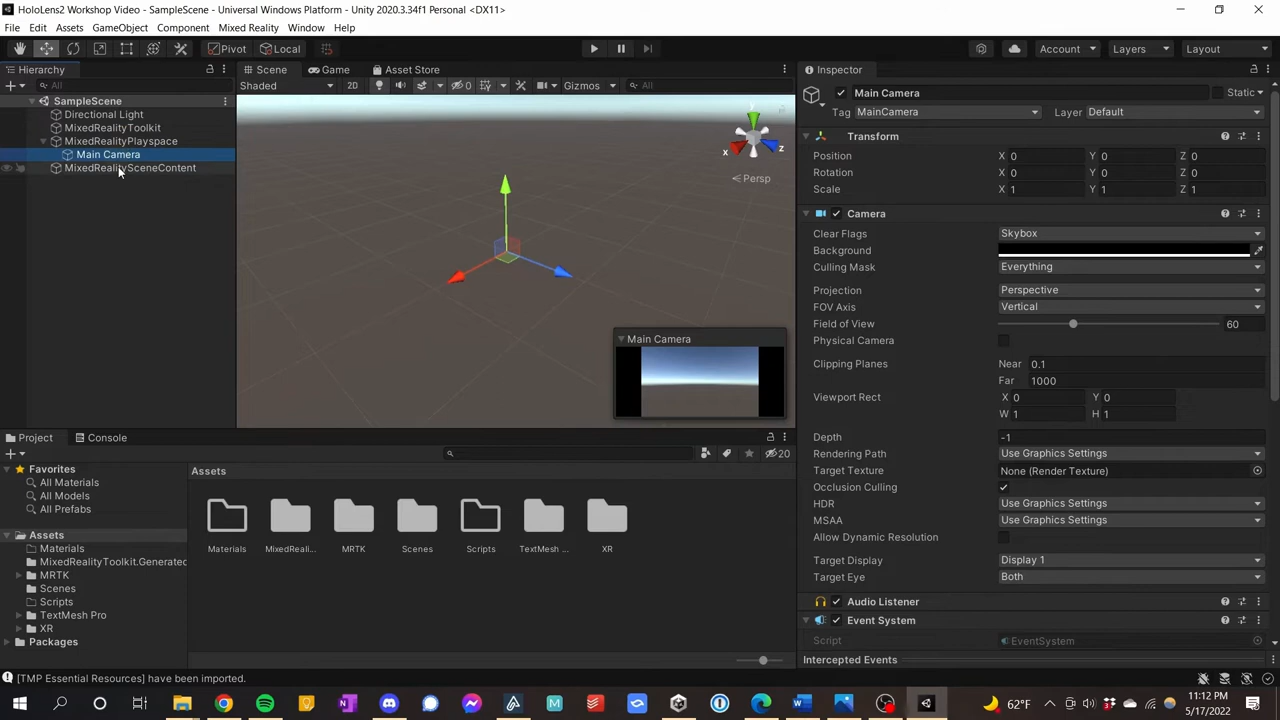 HoloLens2 Workshop Video - SampleScene - Universal Windows Platform - Unity 2020.3.34f1 Personal <DX11>
File Edit Assets GameObject Component Mixed Reality Window Help
Pivot Local Account Layers Layout
Hierarchy
All
SampleScene
Directional Light
MixedRealityToolkit
MixedRealityPlayspace
Main Camera
MixedRealitySceneContent
Scene Game Asset Store
Shaded 2D 0 Gizmos All
y
x z
Persp
Main Camera
Inspector
Main Camera Static
Tag MainCamera Layer Default
Transform
Position X 0 Y 0 Z 0
Rotation X 0 Y 0 Z 0
Scale X 1 Y 1 Z 1
Camera
Clear Flags Skybox
Background
Culling Mask Everything
Projection Perspective
FOV Axis Vertical
Field of View 60
Physical Camera
Clipping Planes Near 0.1
Far 1000
Viewport Rect X 0 Y 0
W 1 H 1
Depth -1
Rendering Path Use Graphics Settings
Target Texture None (Render Texture)
Occlusion Culling
HDR Use Graphics Settings
MSAA Use Graphics Settings
Allow Dynamic Resolution
Target Display Display 1
Target Eye Both
Audio Listener
Event System
Script EventSystem
Intercepted Events
Project Console
20
Favorites
All Materials
All Models
All Prefabs
Assets
Materials
MixedRealityToolkit.Generated
MRTK
Scenes
Scripts
TextMesh Pro
XR
Packages
Assets
Materials MixedReali... MRTK Scenes Scripts TextMesh ... XR
[TMP Essential Resources] have been imported.
62°F
11:12 PM
5/17/2022